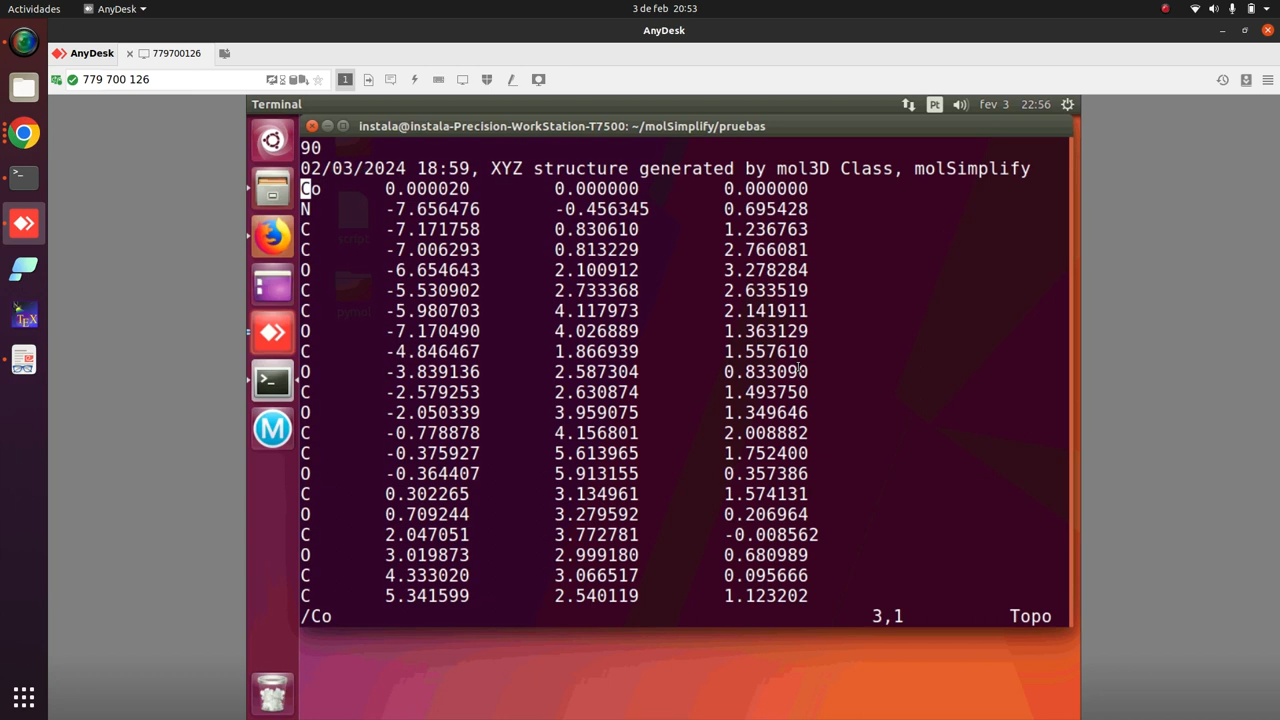 Actividades AnyDesk 3 de feb 20:53
AnyDesk
AnyDesk 779700126
779 700 126 1
Terminal Pt fev 3 22:56
instala@instala-Precision-WorkStation-T7500: ~/molSimplify/pruebas
90
02/03/2024 18:59, XYZ structure generated by mol3D Class, molSimplify
Co 0.000020 0.000000 0.000000
N -7.656476 -0.456345 0.695428
C -7.171758 0.830610 1.236763
C -7.006293 0.813229 2.766081
O -6.654643 2.100912 3.278284
C -5.530902 2.733368 2.633519
C -5.980703 4.117973 2.141911
O -7.170490 4.026889 1.363129
C -4.846467 1.866939 1.557610
O -3.839136 2.587304 0.833090
C -2.579253 2.630874 1.493750
O -2.050339 3.959075 1.349646
C -0.778878 4.156801 2.008882
C -0.375927 5.613965 1.752400
O -0.364407 5.913155 0.357386
C 0.302265 3.134961 1.574131
O 0.709244 3.279592 0.206964
C 2.047051 3.772781 -0.008562
O 3.019873 2.999180 0.680989
C 4.333020 3.066517 0.095666
C 5.341599 2.540119 1.123202
/Co 3,1 Topo
script
pymol
M
TEX